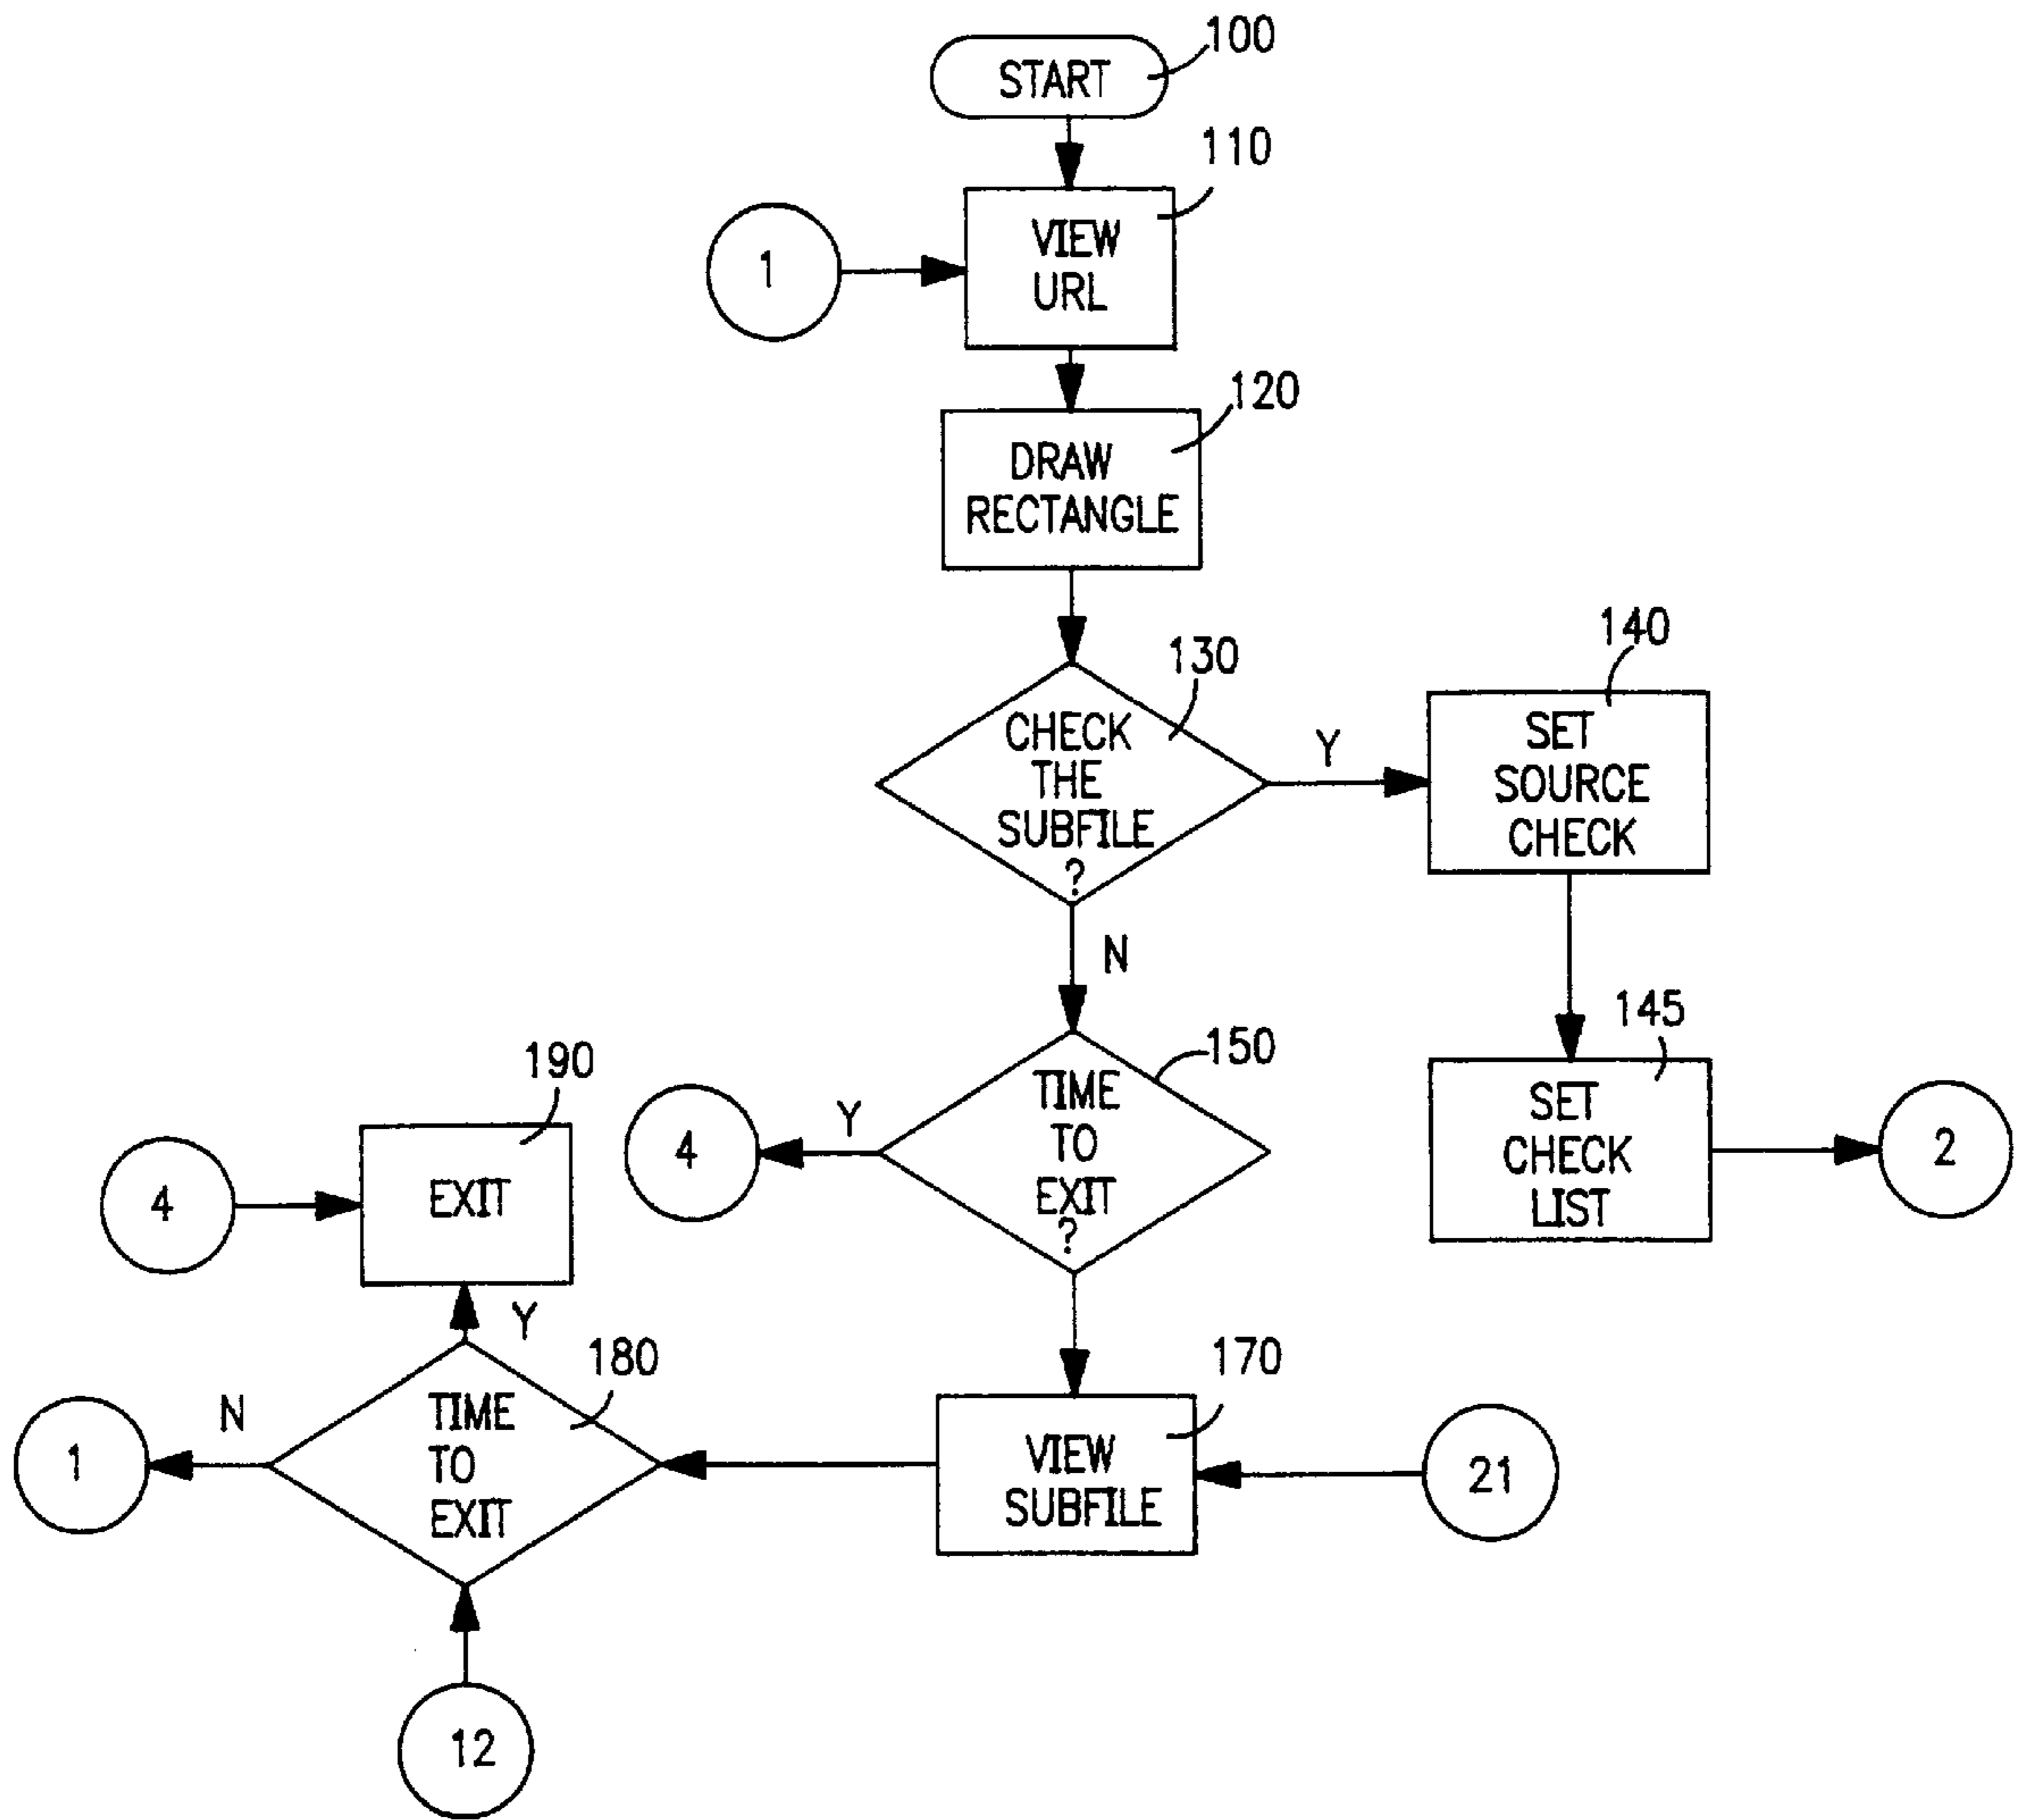 100
START
110
VIEW
URL
1
120
DRAW
RECTANGLE
130
CHECK
THE
SUBFILE
?
Y
140
SET
SOURCE
CHECK
N
145
SET
CHECK
LIST
2
150
TIME
TO
EXIT
?
Y
4
190
EXIT
4
Y
180
TIME
TO
EXIT
N
1
170
VIEW
SUBFILE
21
12